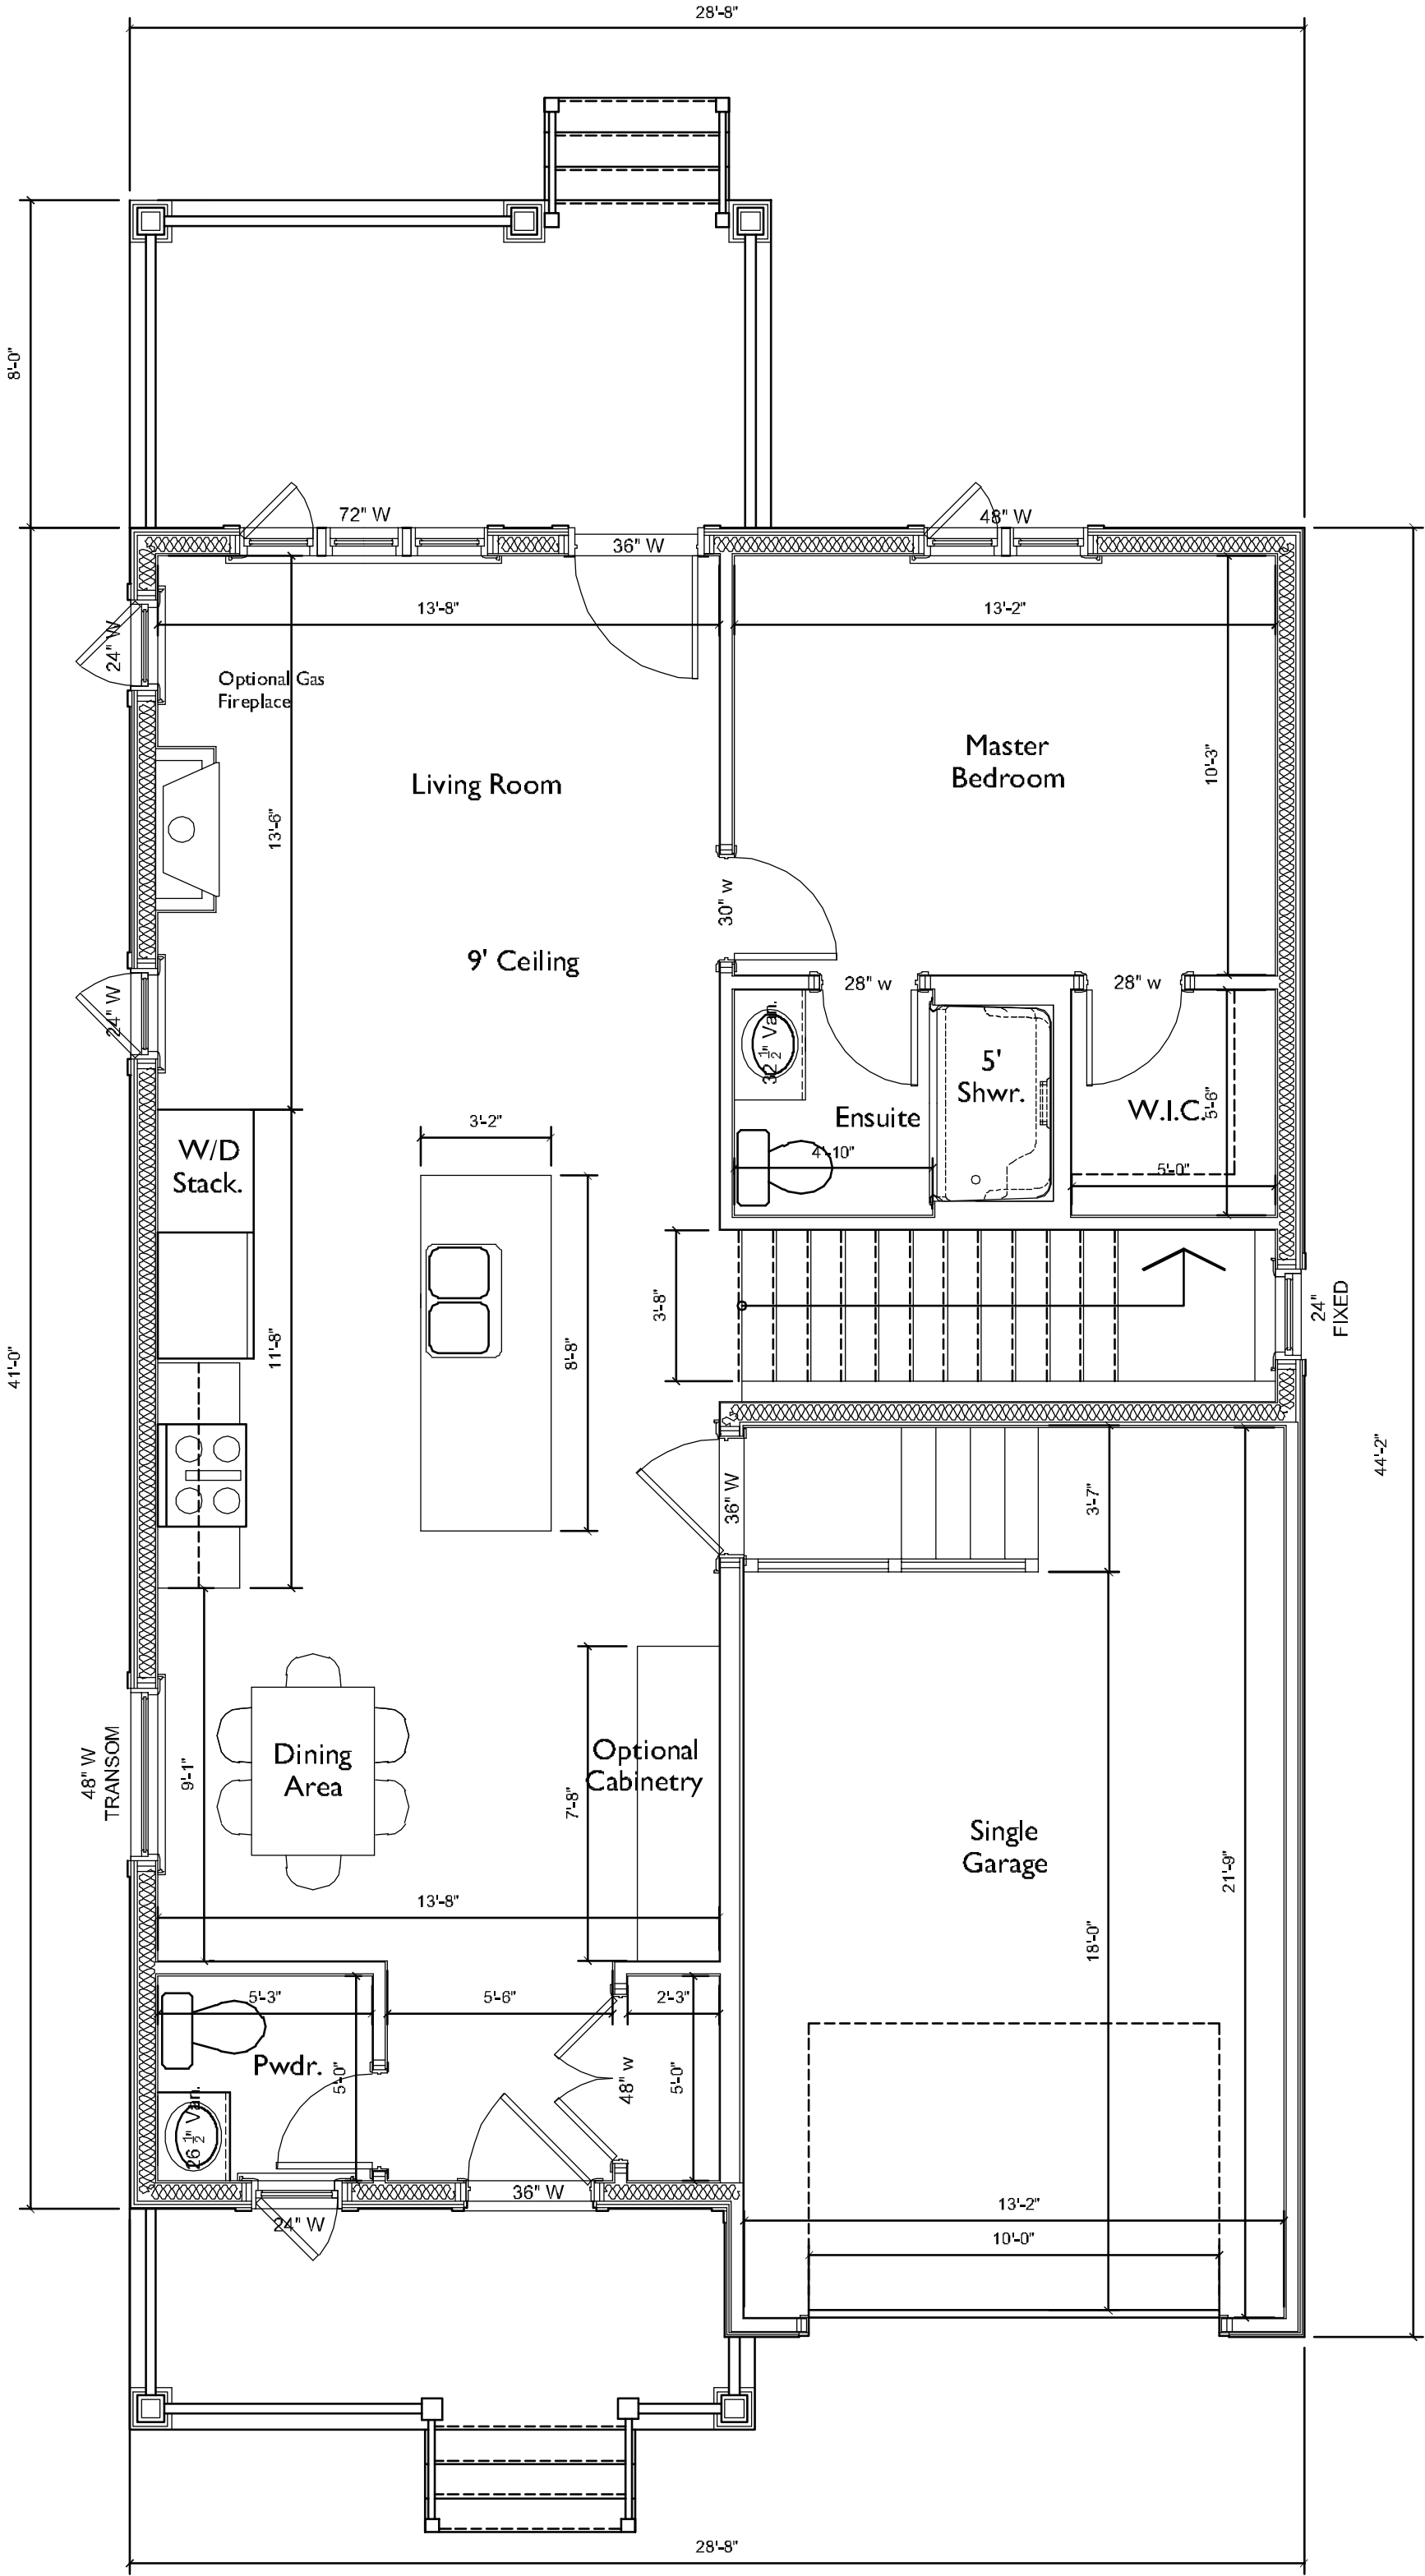 28'-8"
8'-0"
72" W
48" W
36" W
13'-8"
13'-2"
24" W
Optional Gas
Fireplace
Master
Bedroom
10'-3"
Living Room
13'-6"
30" w
9' Ceiling
28" w
28" w
24" W
32 1/2" Van.
5'
Shwr.
Ensuite
W.I.C.
5'-6"
3'-2"
W/D
Stack.
4'-10"
5'-0"
3'-8"
24"
FIXED
11'-8"
8'-8"
41'-0"
44'-2"
36" W
3'-7"
48" W
TRANSOM
9'-1"
Dining
Area
Optional
Cabinetry
7'-8"
Single
Garage
21'-9"
13'-8"
18'-0"
5'-3"
5'-6"
2'-3"
Pwdr.
5'-0"
48" w
5'-0"
26 1/2" Van.
36" W
24" W
13'-2"
10'-0"
28'-8"